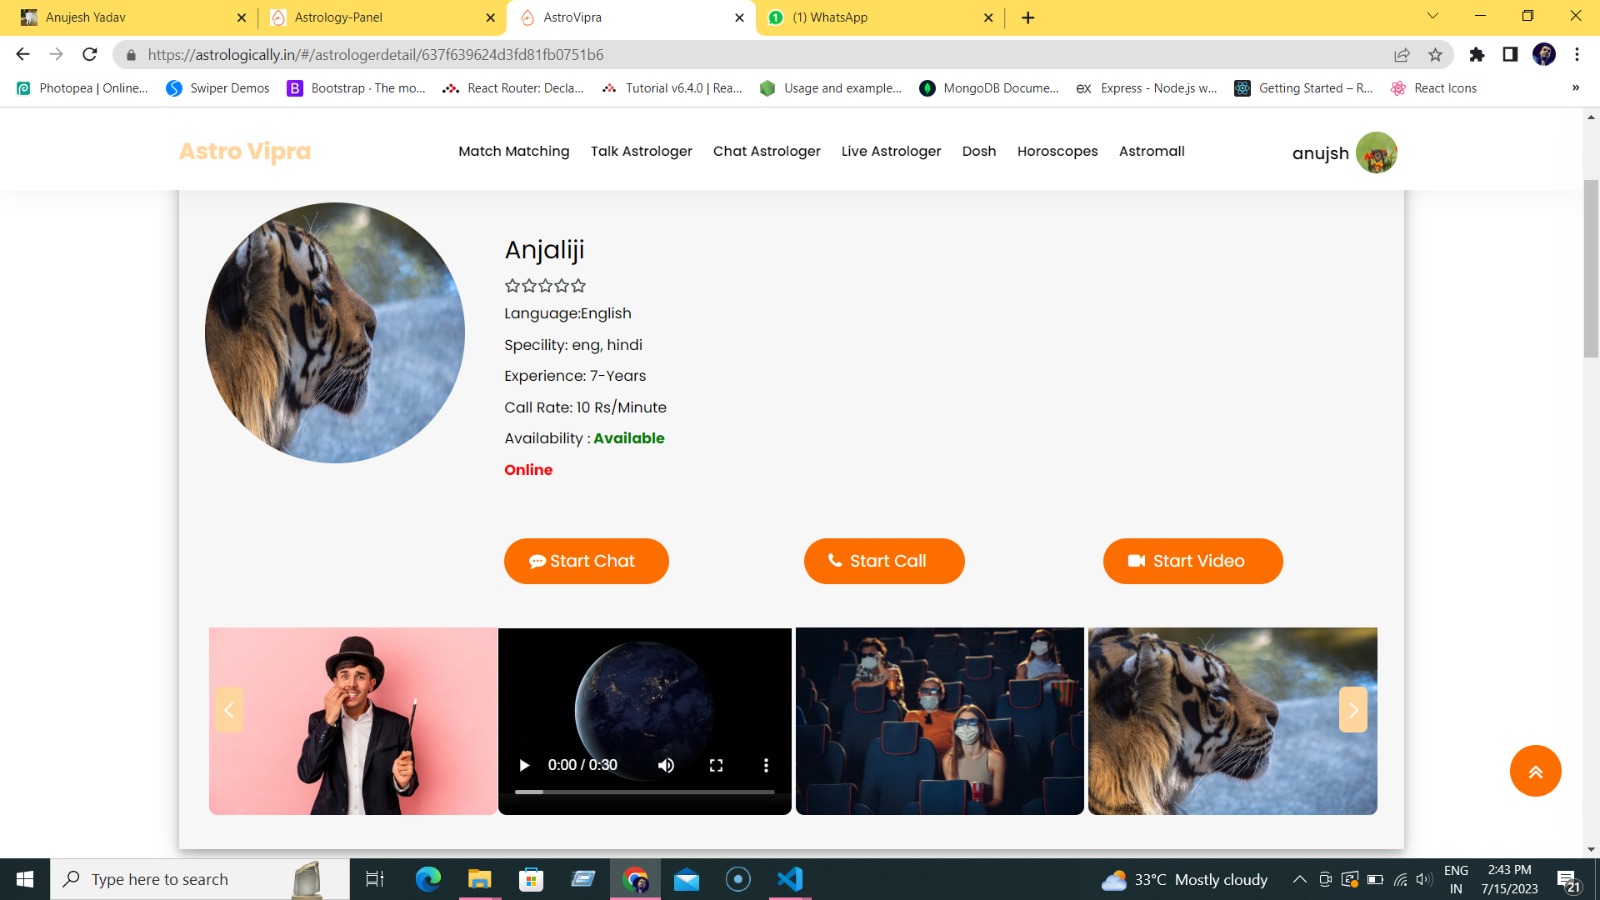 Anujesh Yadav
Astrology-Panel
AstroVipra
(1) WhatsApp
https://astrologically.in/#/astrologerdetail/637f639624d3fd81fb0751b6
Photopea | Online...
Swiper Demos
B Bootstrap · The mo...
React Router: Decla...
Tutorial v6.4.0 | Rea...
Usage and example...
MongoDB Docume...
ex Express - Node.js w...
Getting Started – R...
React Icons
»
Astro Vipra
Match Matching
Talk Astrologer
Chat Astrologer
Live Astrologer
Dosh
Horoscopes
Astromall
anujsh
Anjaliji
Language:English
Specility: eng, hindi
Experience: 7-Years
Call Rate: 10 Rs/Minute
Availability : Available
Online
Start Chat
Start Call
Start Video
0:00 / 0:30
Type here to search
33°C Mostly cloudy
ENG
IN
2:43 PM
7/15/2023
21